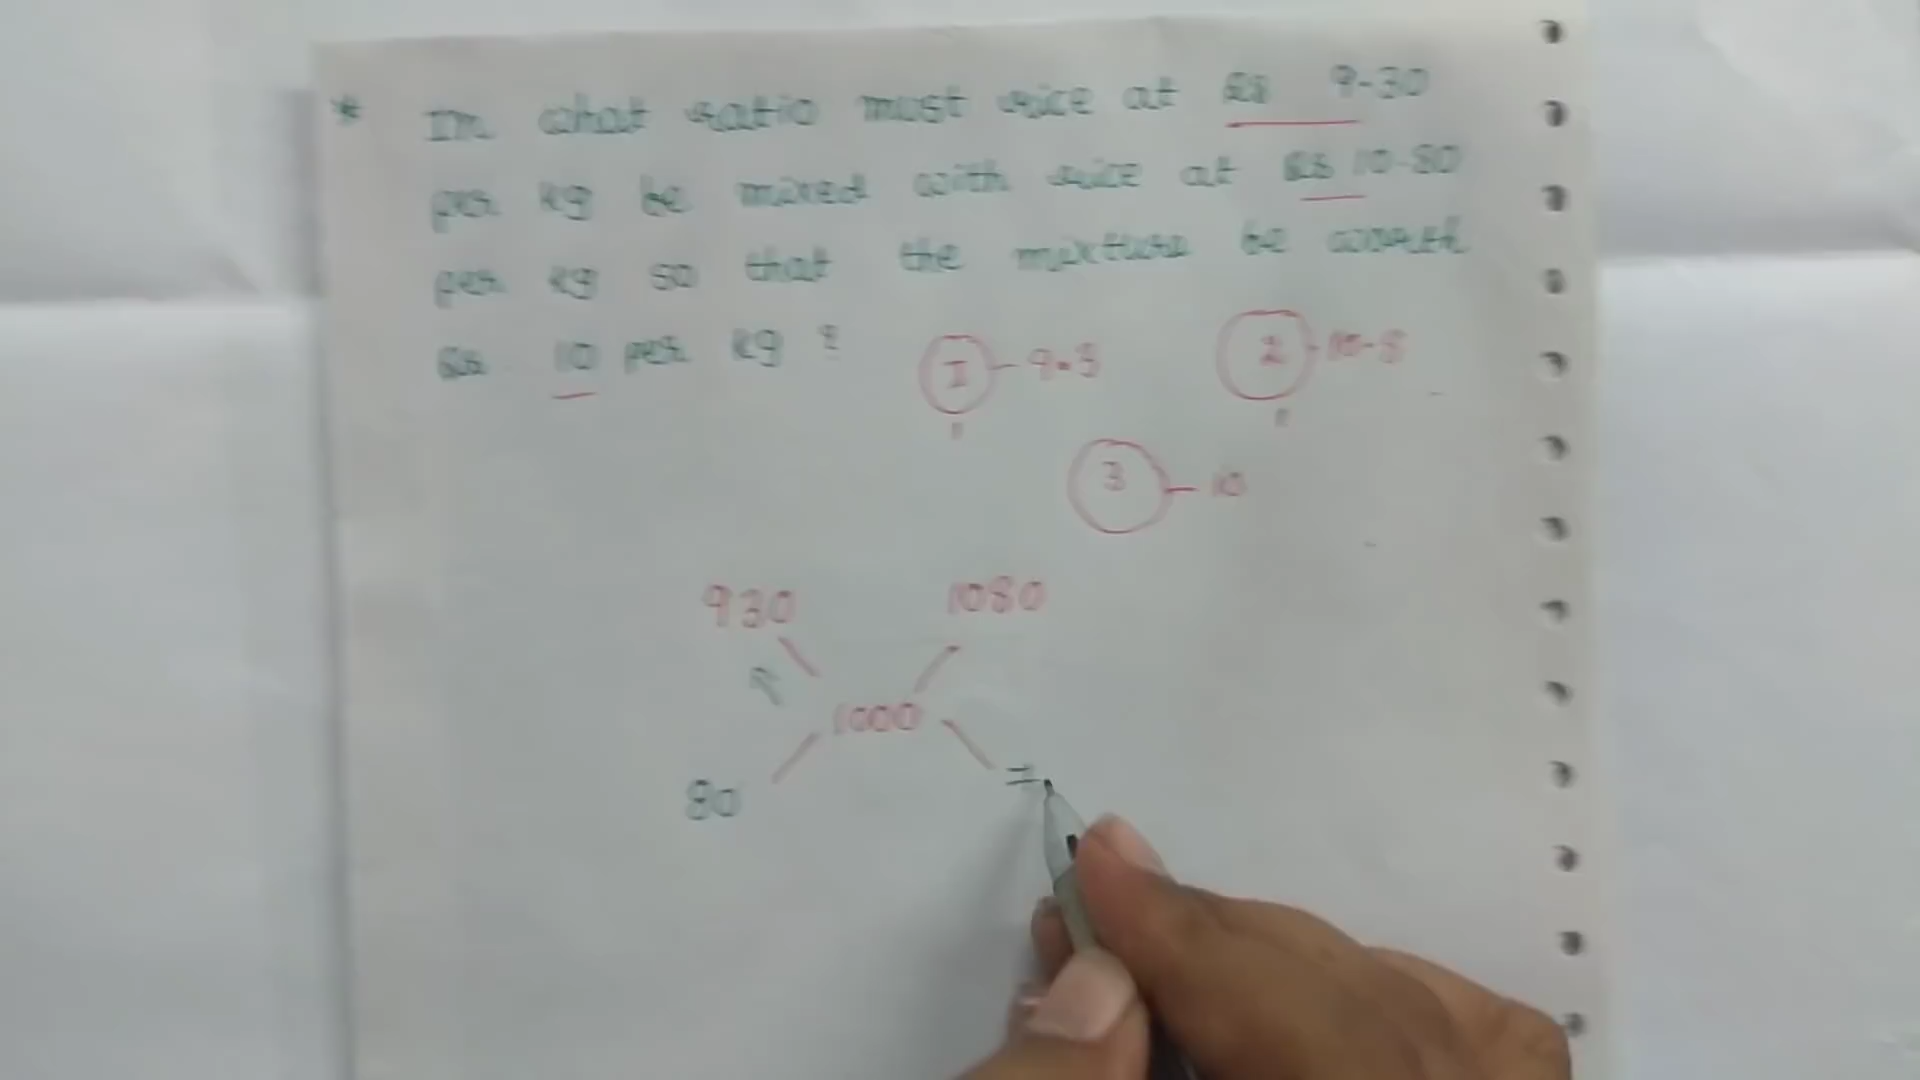 * In what ratio must rice at Rs 9-30
per kg be mixed with rice at Rs 10-80
per kg so that the mixture be worth
Rs. 10 per kg ?
I - 9.3
2 - 10-8
3 - 10
930 1080
1000
80 =